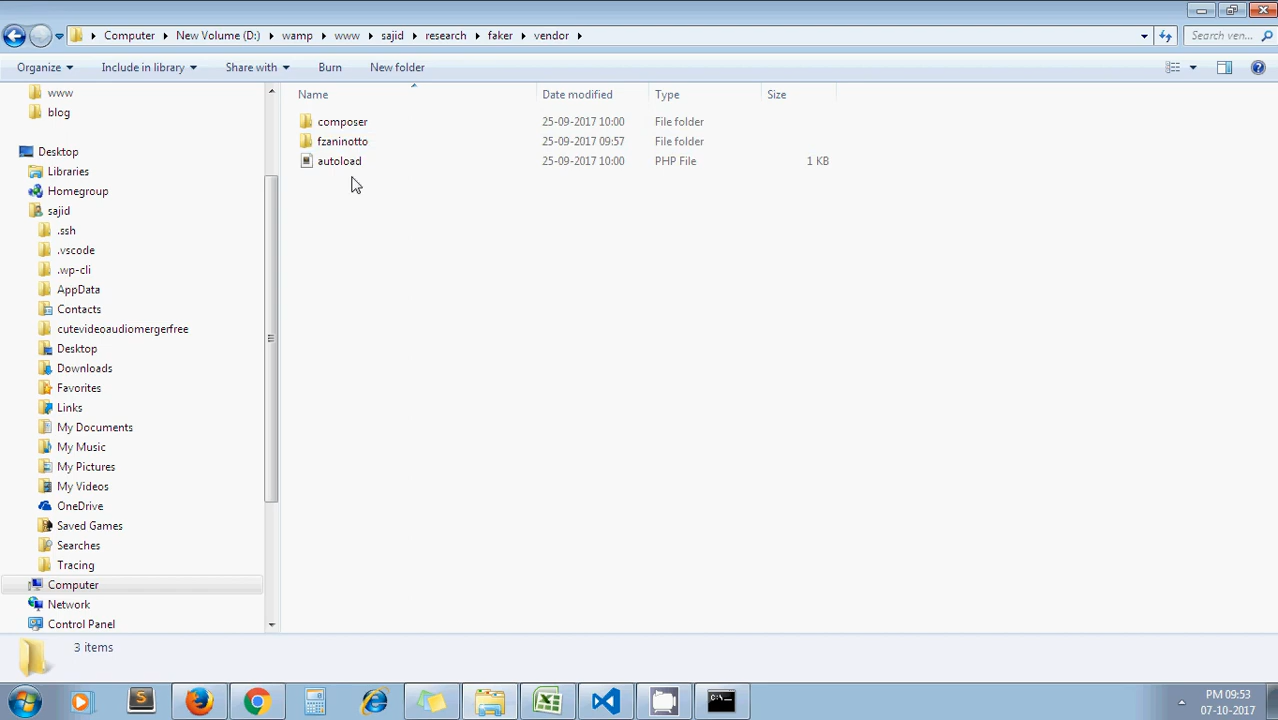 Computer New Volume (D:) wamp www sajid research faker vendor
Search ven...
Organize Include in library Share with Burn New folder
Name Date modified Type Size
composer 25-09-2017 10:00 File folder
fzaninotto 25-09-2017 09:57 File folder
autoload 25-09-2017 10:00 PHP File 1 KB
www
blog
Desktop
Libraries
Homegroup
sajid
.ssh
.vscode
.wp-cli
AppData
Contacts
cutevideoaudiomergerfree
Desktop
Downloads
Favorites
Links
My Documents
My Music
My Pictures
My Videos
OneDrive
Saved Games
Searches
Tracing
Computer
Network
Control Panel
3 items
PM 09:53
07-10-2017